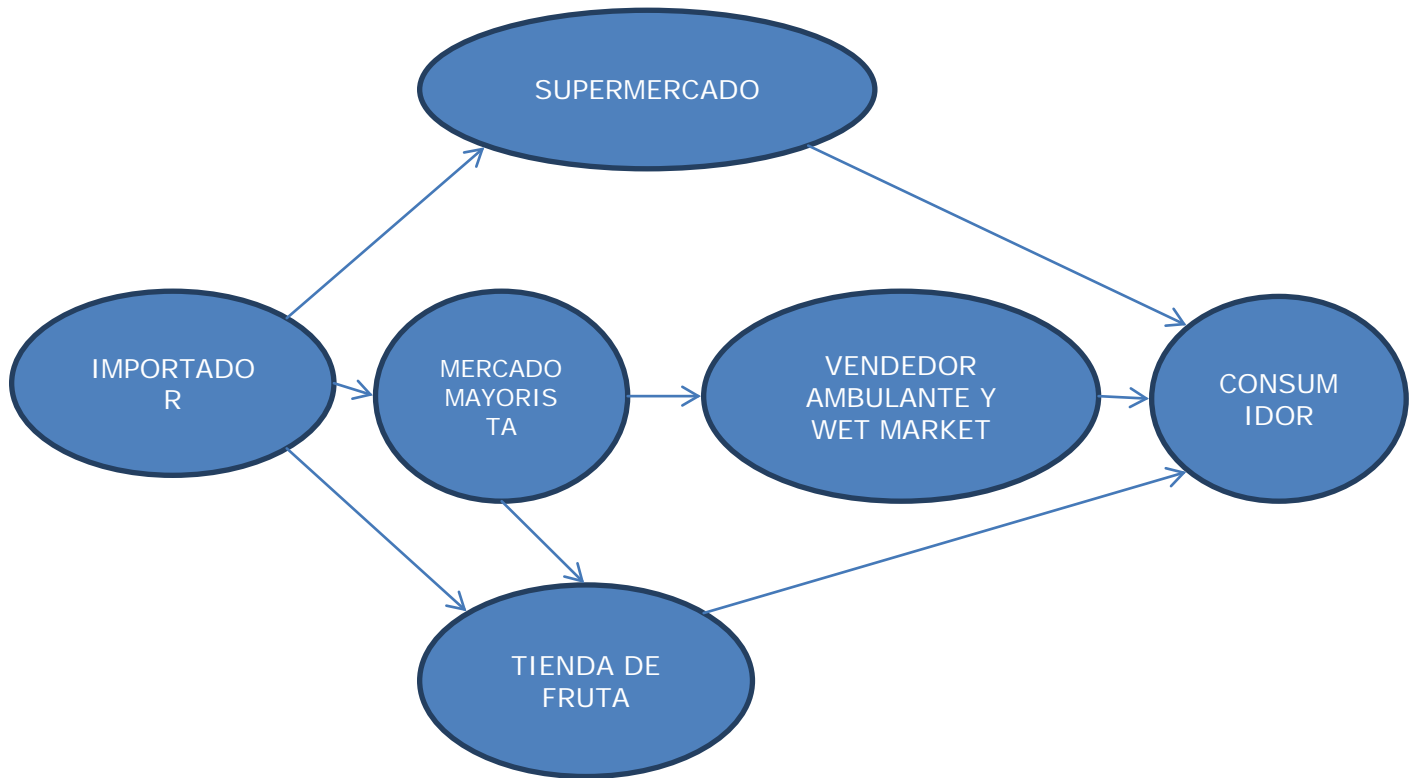 SUPERMERCADO
IMPORTADO
R
MERCADO
MAYORIS
TA
VENDEDOR
AMBULANTE Y
WET MARKET
CONSUM
IDOR
TIENDA DE
FRUTA